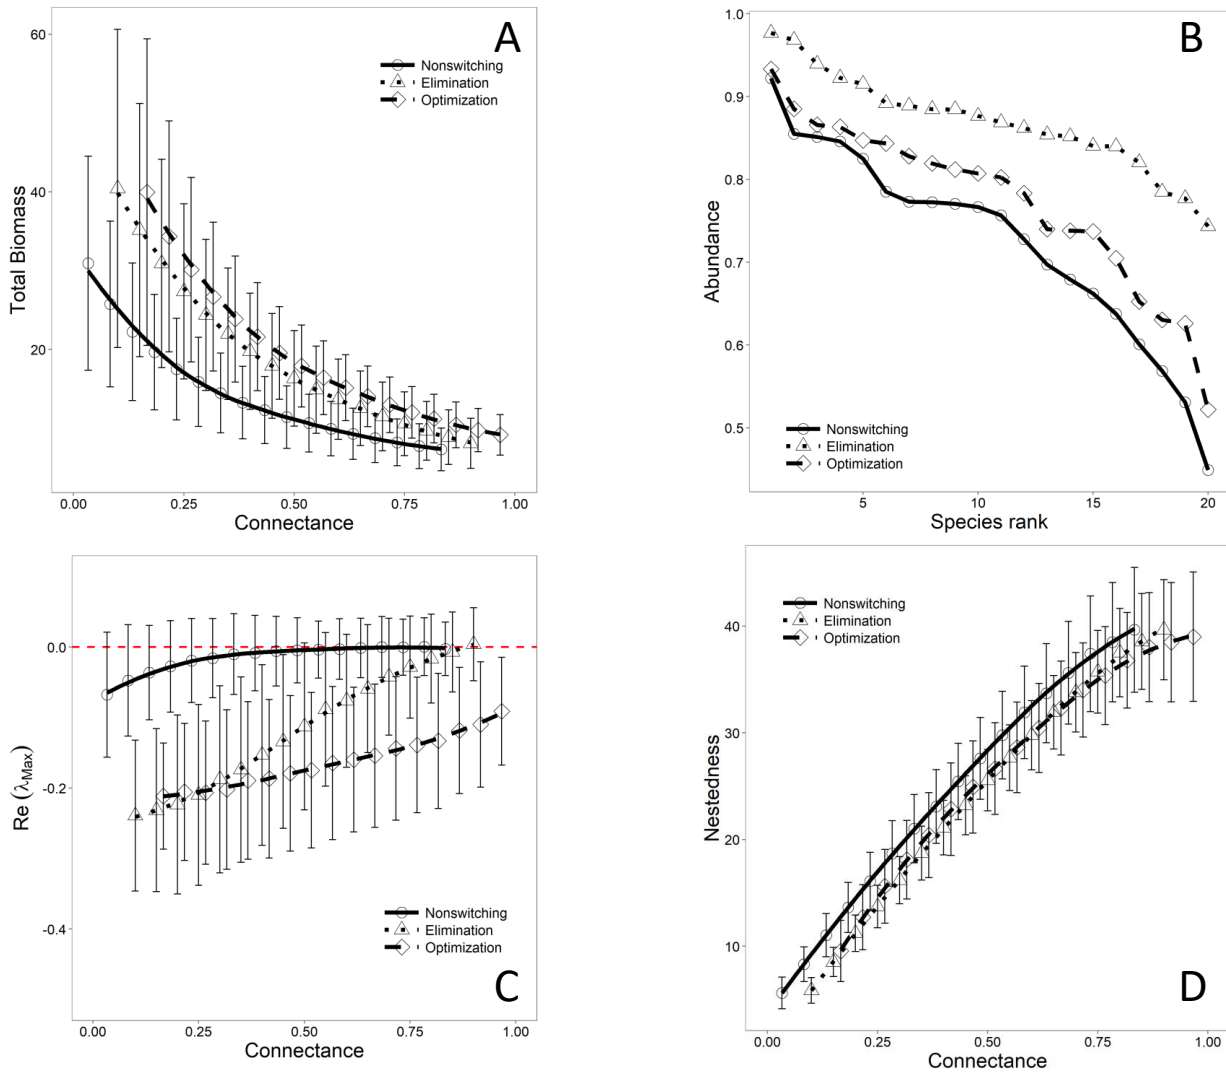 A
60
40
20
Total Biomass
Nonswitching
Elimination
Optimization
0.00 0.25 0.50 0.75 1.00
Connectance
B
1.0
0.9
0.8
0.7
0.6
0.5
Abundance
Nonswitching
Elimination
Optimization
5 10 15 20
Species rank
0.0
-0.2
-0.4
Re (λMax)
Nonswitching
Elimination
Optimization
C
0.00 0.25 0.50 0.75 1.00
Connectance
40
30
20
10
Nestedness
Nonswitching
Elimination
Optimization
D
0.00 0.25 0.50 0.75 1.00
Connectance